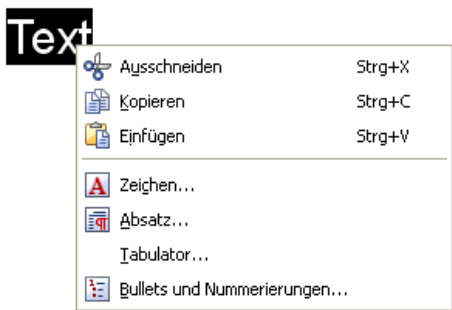 Text
Ausschneiden Strg+X
Kopieren Strg+C
Einfügen Strg+V
Zeichen...
Absatz...
Tabulator...
Bullets und Nummerierungen...